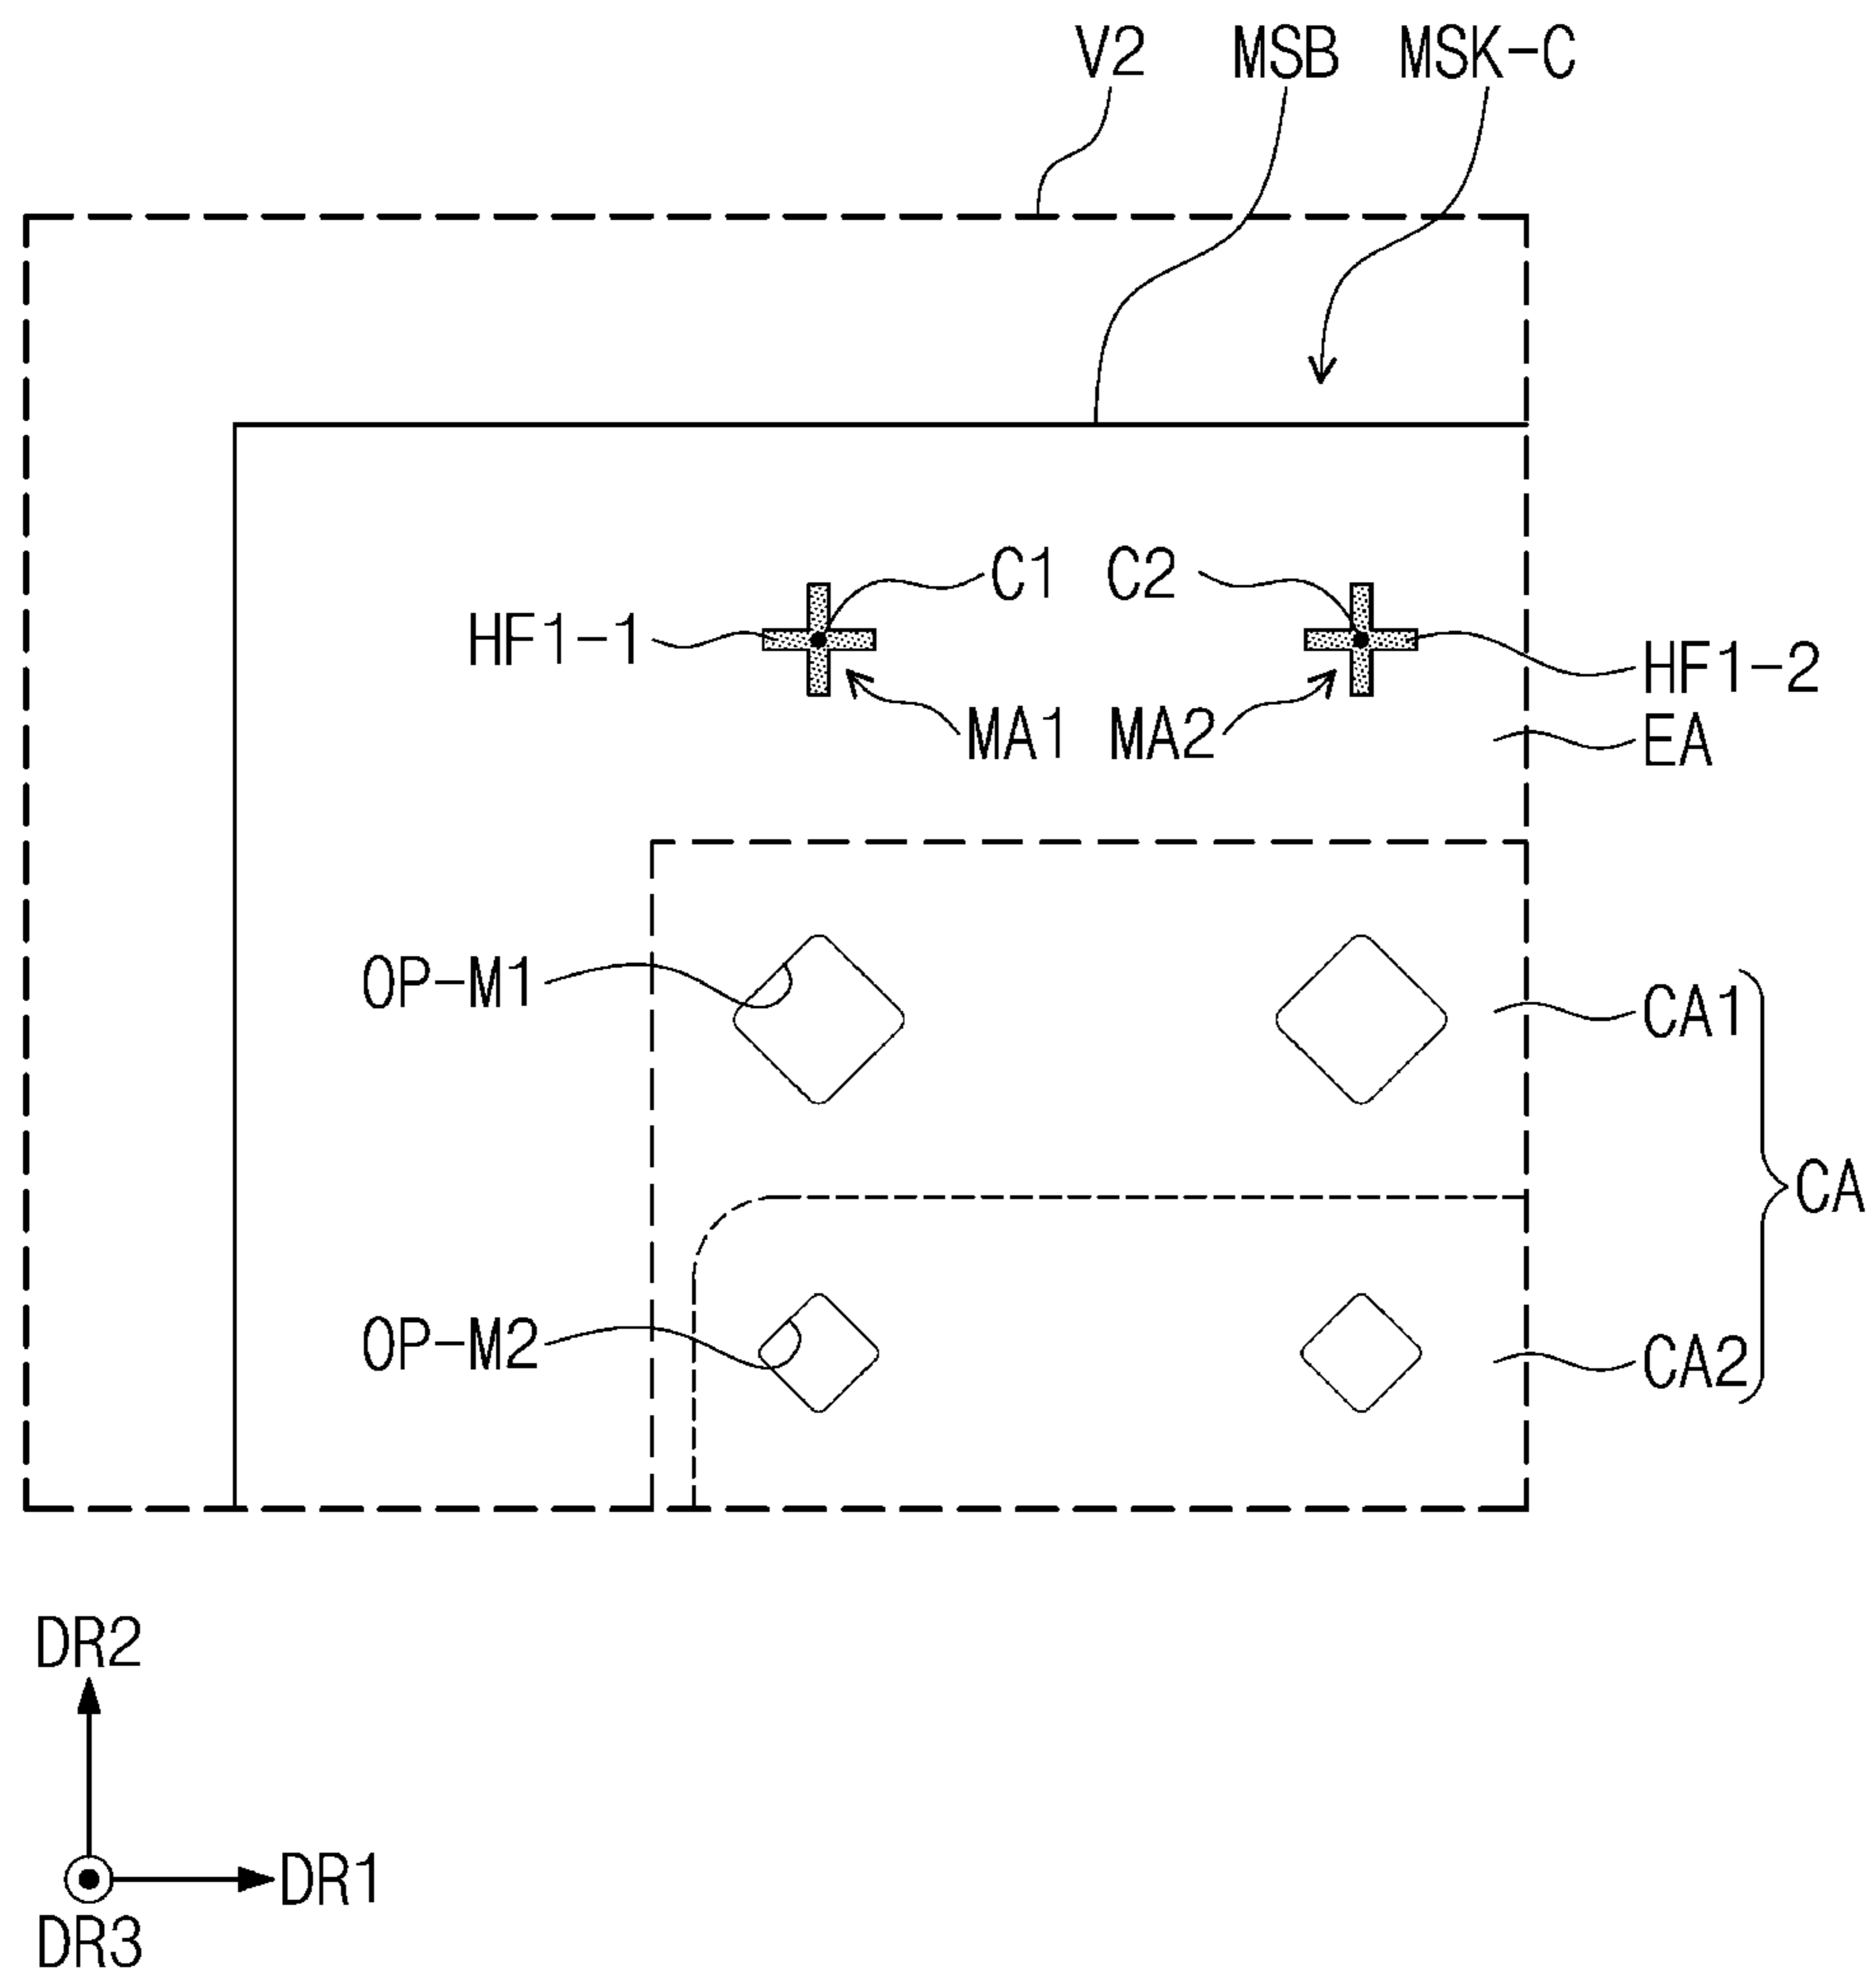 V2 MSB MSK-C
C1 C2
HF1-1
HF1-2
MA1 MA2
EA
OP-M1
CA1
CA
OP-M2
CA2
DR2
DR1
DR3